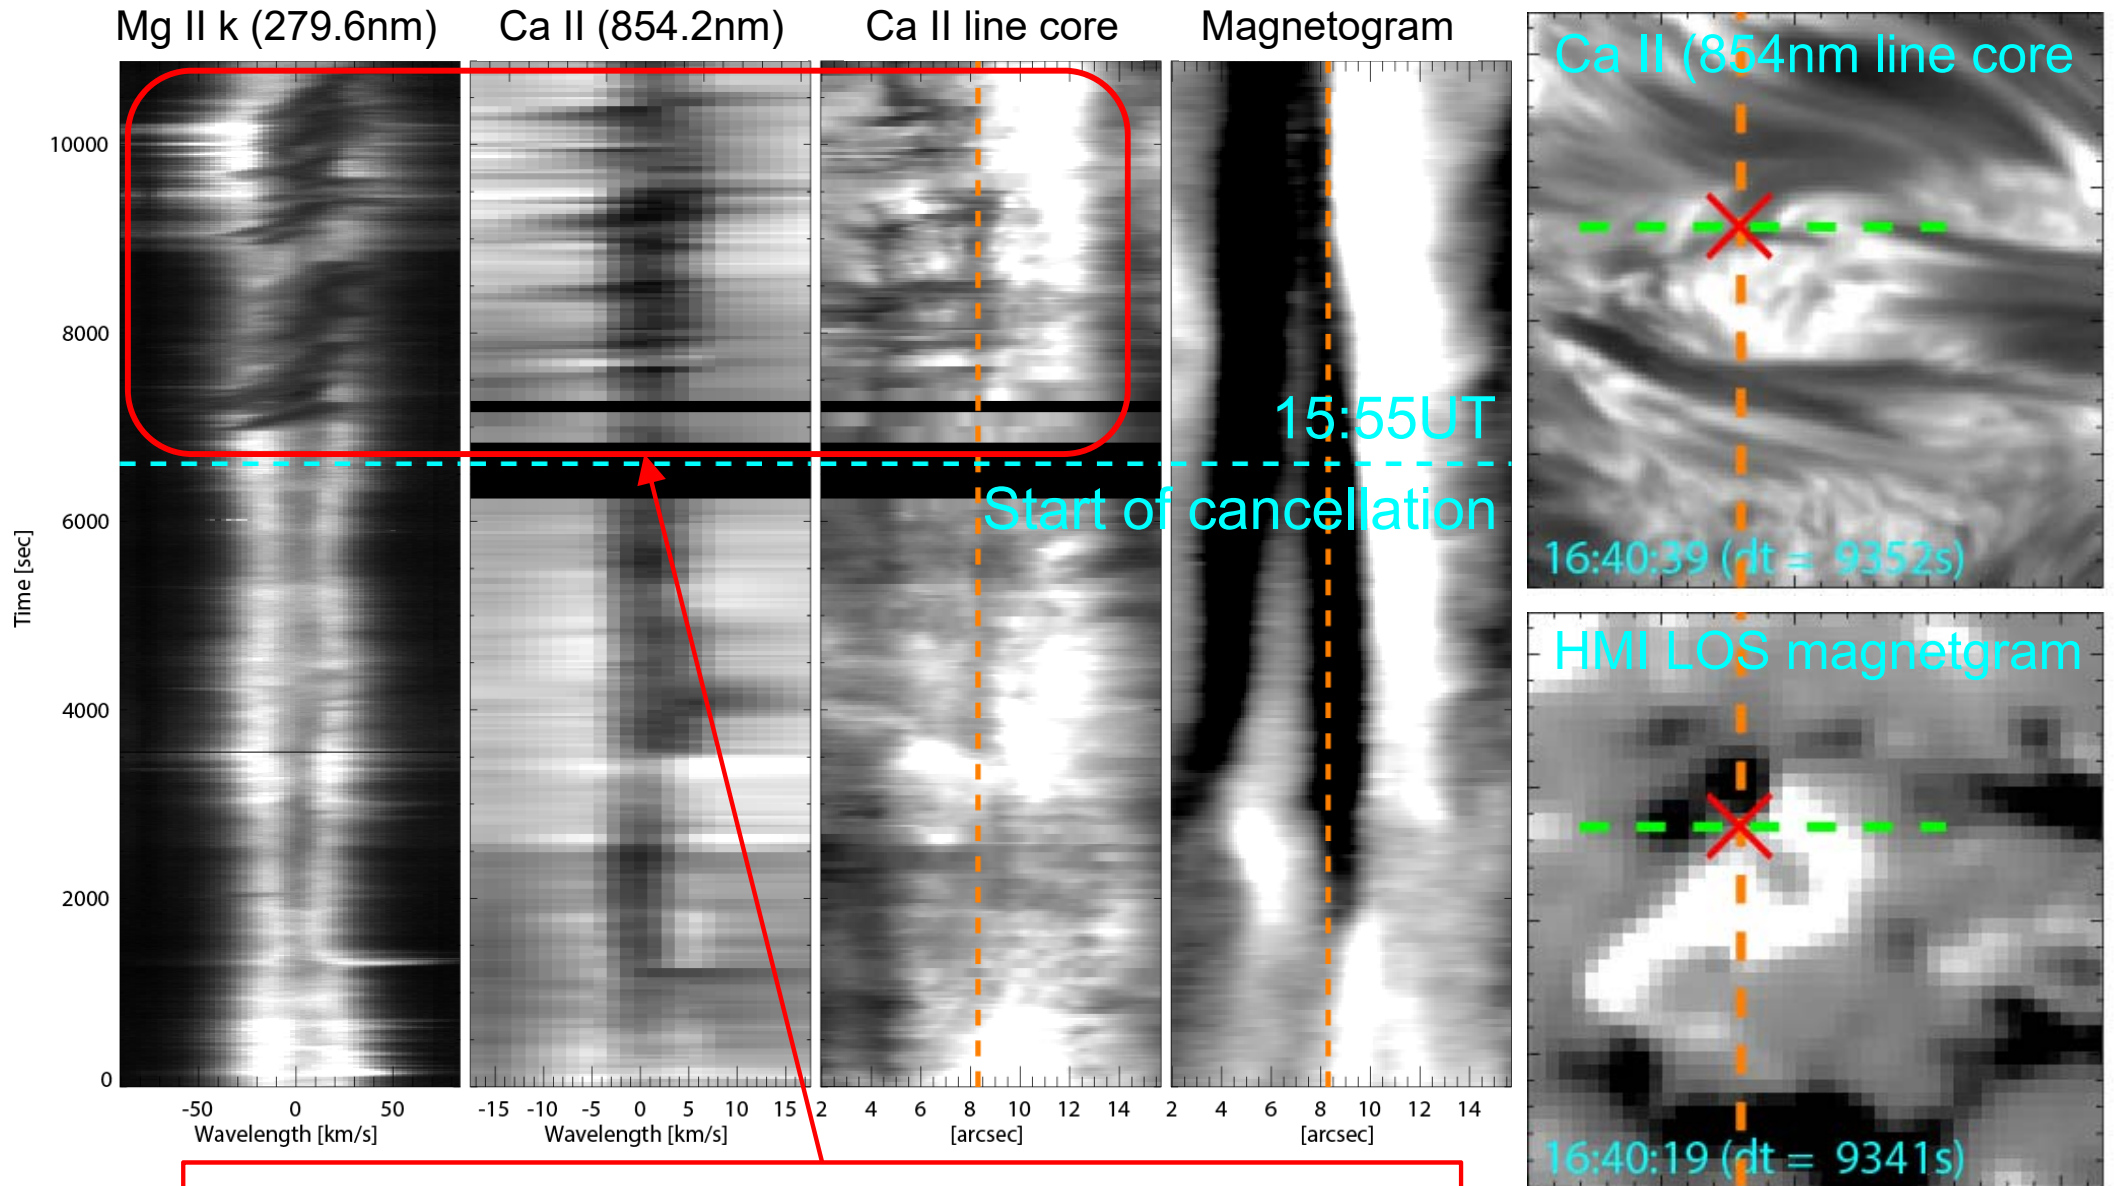 Mg II k (279.6nm)
Ca II (854.2nm)
Ca II line core
Magnetogram
Ca II (854nm line core
10000
8000
15:55UT
Start of cancellation
6000
Time [sec]
16:40:39 (dt = 9352s)
HMI LOS magnetgram
4000
2000
0
-50 0 50
-15 -10 -5 0 5 10 15
2 4 6 8 10 12 14
2 4 6 8 10 12 14
Wavelength [km/s]
Wavelength [km/s]
[arcsec]
[arcsec]
16:40:19 (dt = 9341s)